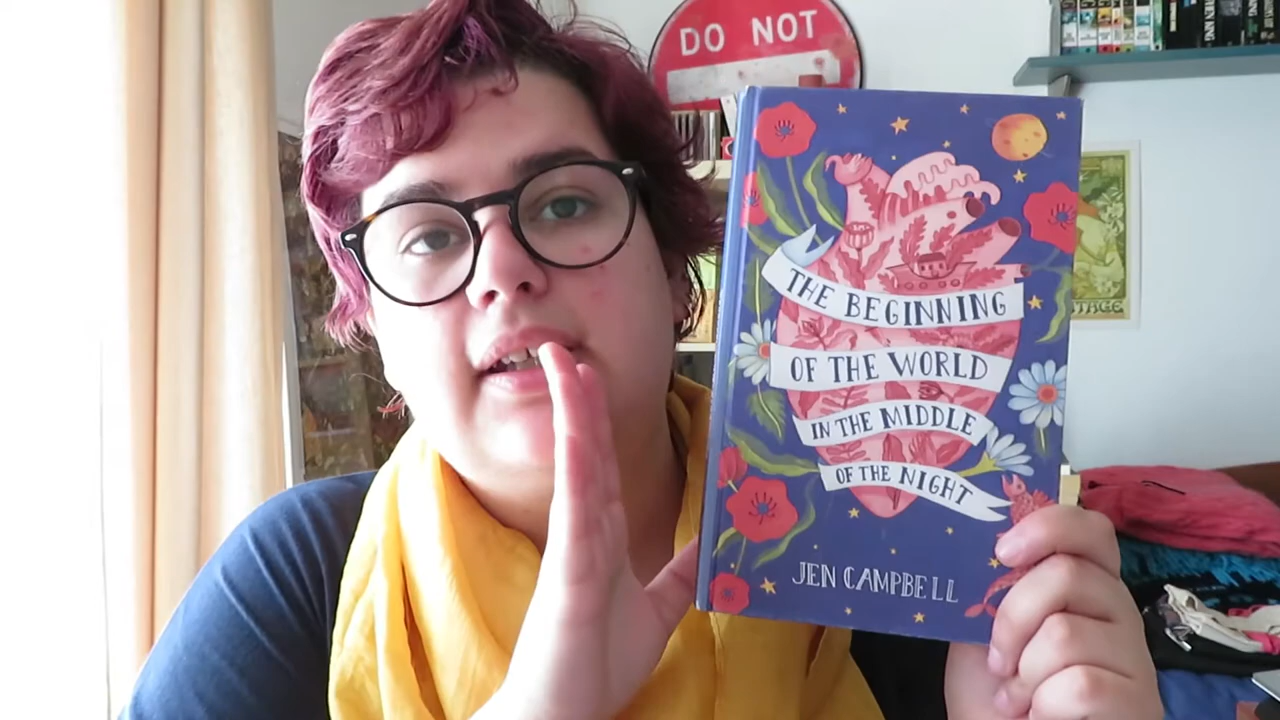 DO NOT
THE BEGINNING
OF THE WORLD
IN THE MIDDLE
OF THE NIGHT
JEN CAMPBELL